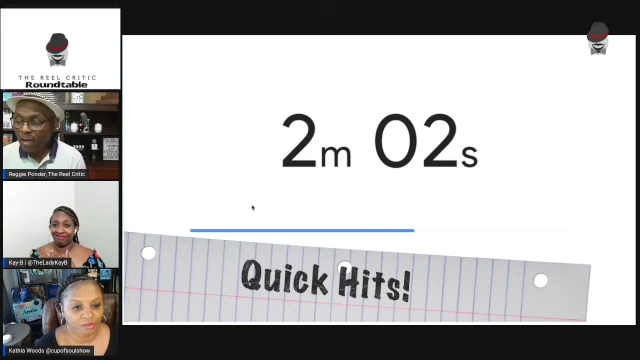 THE REEL CRITIC
Roundtable
2m 02s
Reggie Ponder, The Reel Critic
Kay-B | @TheLadyKayB
Quick Hits!
Kathia Woods @cupofsoulshow